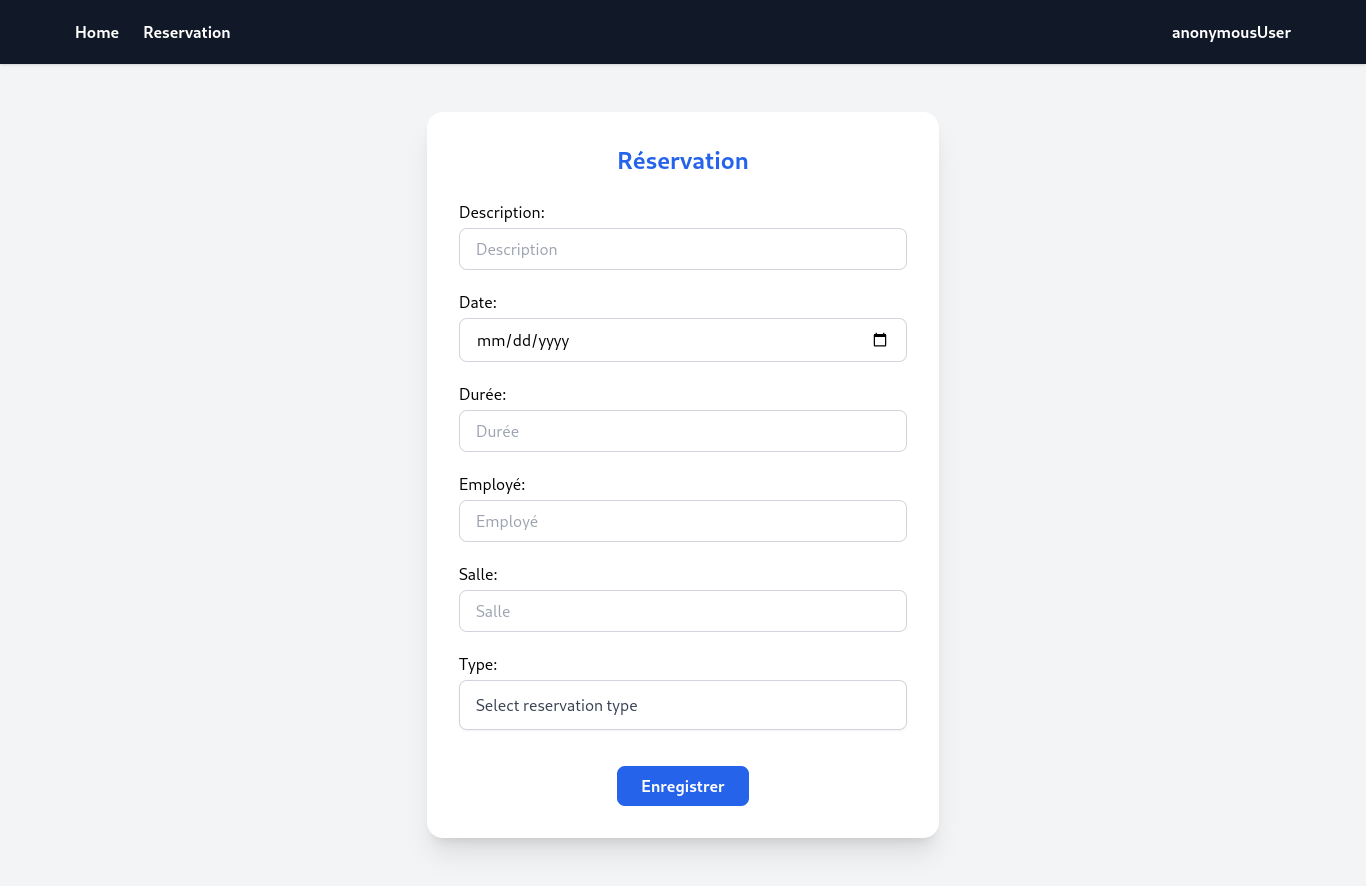 Home Reservation anonymousUser
Réservation
Description:
Description
Date:
mm/dd/yyyy
Durée:
Durée
Employé:
Employé
Salle:
Salle
Type:
Select reservation type
Enregistrer